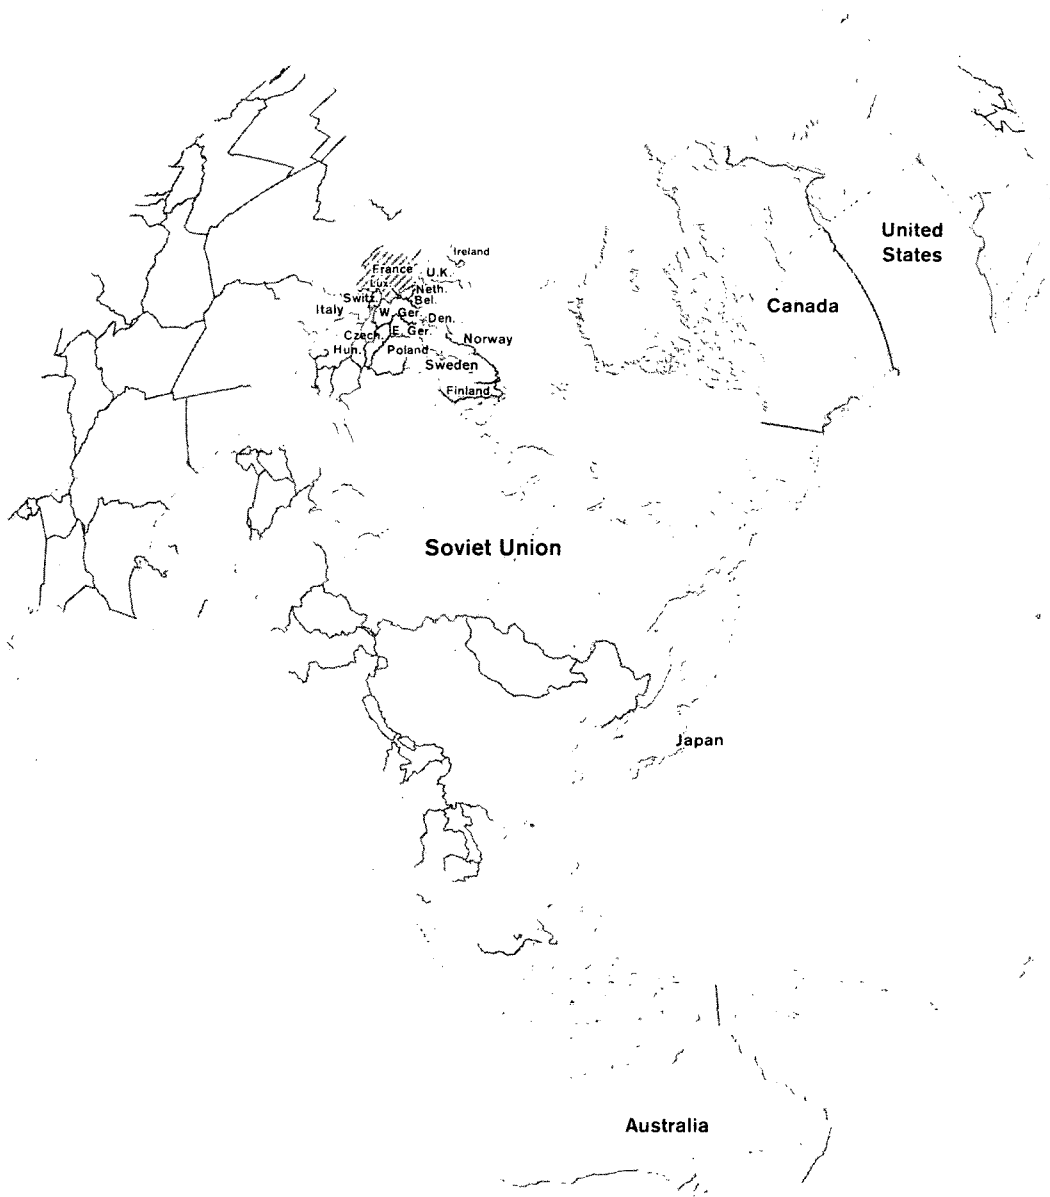 United
States
Ireland
France
U.K.
Lux.
Neth.
Switz.
Bel.
Italy
W. Ger.
Den.
Canada
Czech.
E. Ger.
Norway
Hun.
Poland
Sweden
Finland
Soviet Union
Japan
Australia